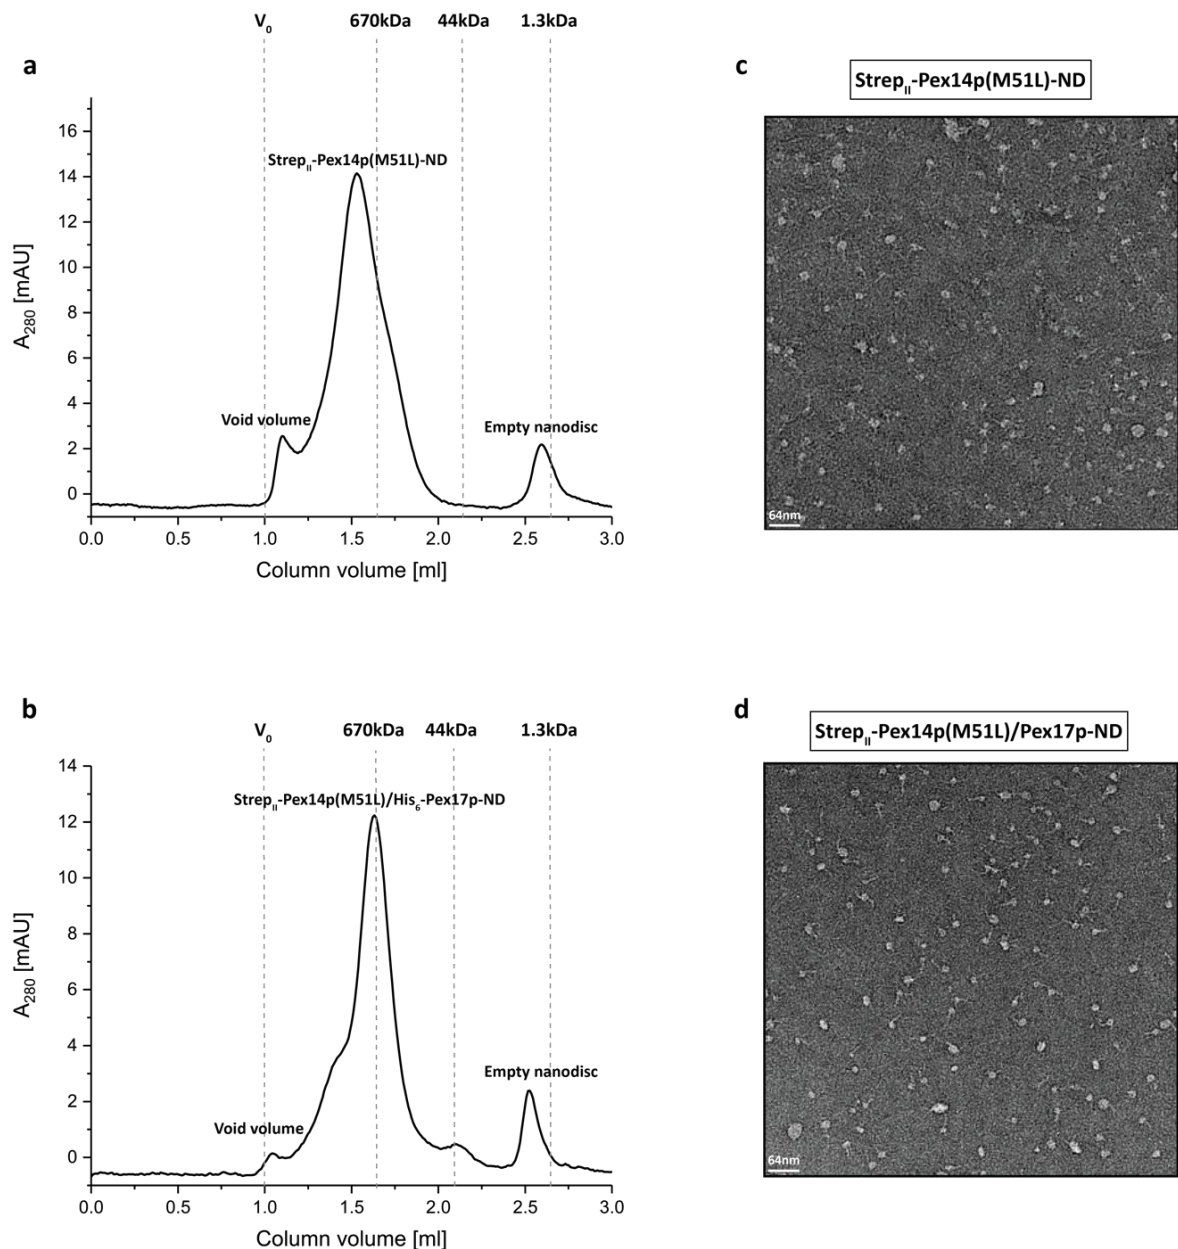 V₀ 670kDa 44kDa 1.3kDa
a
16
14
12
10
8
6
4
2
0
A₂₈₀ [mAU]
Strep_II-Pex14p(M51L)-ND
Void volume
Empty nanodisc
0.0 0.5 1.0 1.5 2.0 2.5 3.0
Column volume [ml]
c
Strep_II-Pex14p(M51L)-ND
64nm
b
V₀ 670kDa 44kDa 1.3kDa
14
12
10
8
6
4
2
0
A₂₈₀ [mAU]
Strep_II-Pex14p(M51L)/His₆-Pex17p-ND
Void volume
Empty nanodisc
0.0 0.5 1.0 1.5 2.0 2.5 3.0
Column volume [ml]
d
Strep_II-Pex14p(M51L)/Pex17p-ND
64nm